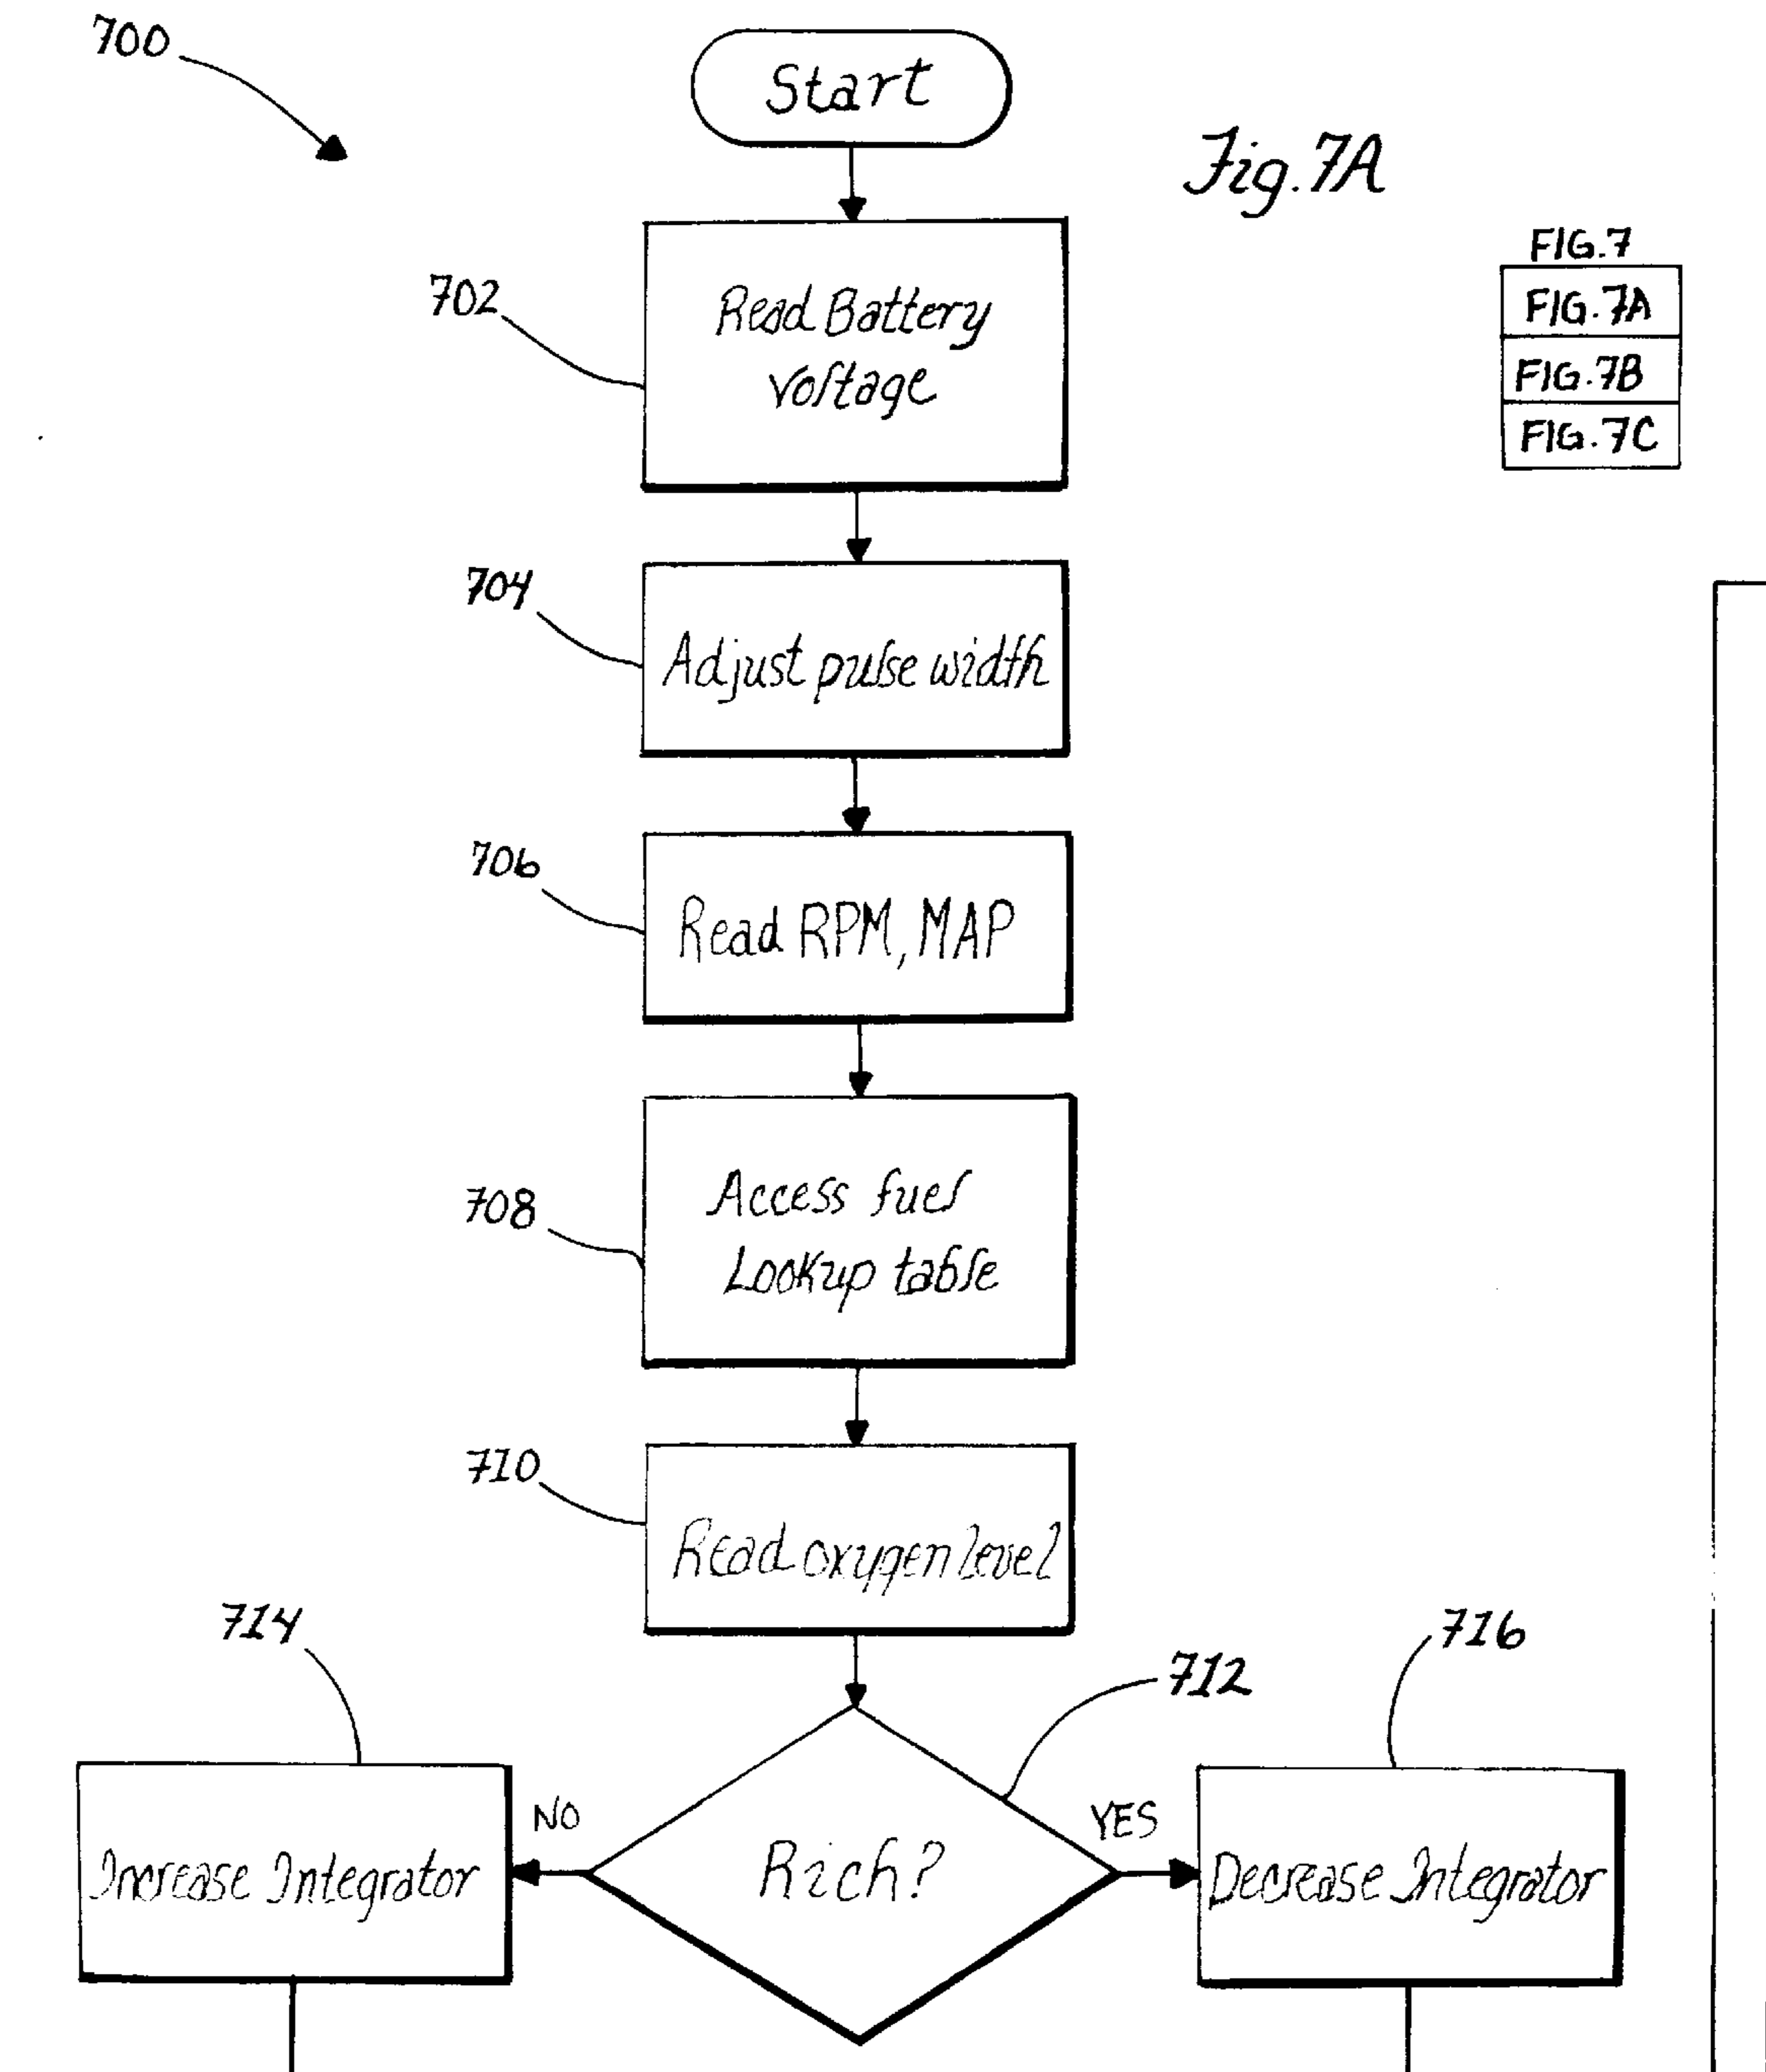 700
Start
Fig. 7A
FIG. 7
FIG. 7A
FIG. 7B
FIG. 7C
702
Read Battery
voltage
704
Adjust pulse width
706
Read RPM, MAP
708
Access fuel
Lookup table
710
Read oxygen level
714
716
712
NO
YES
Increase Integrator
Rich?
Decrease Integrator